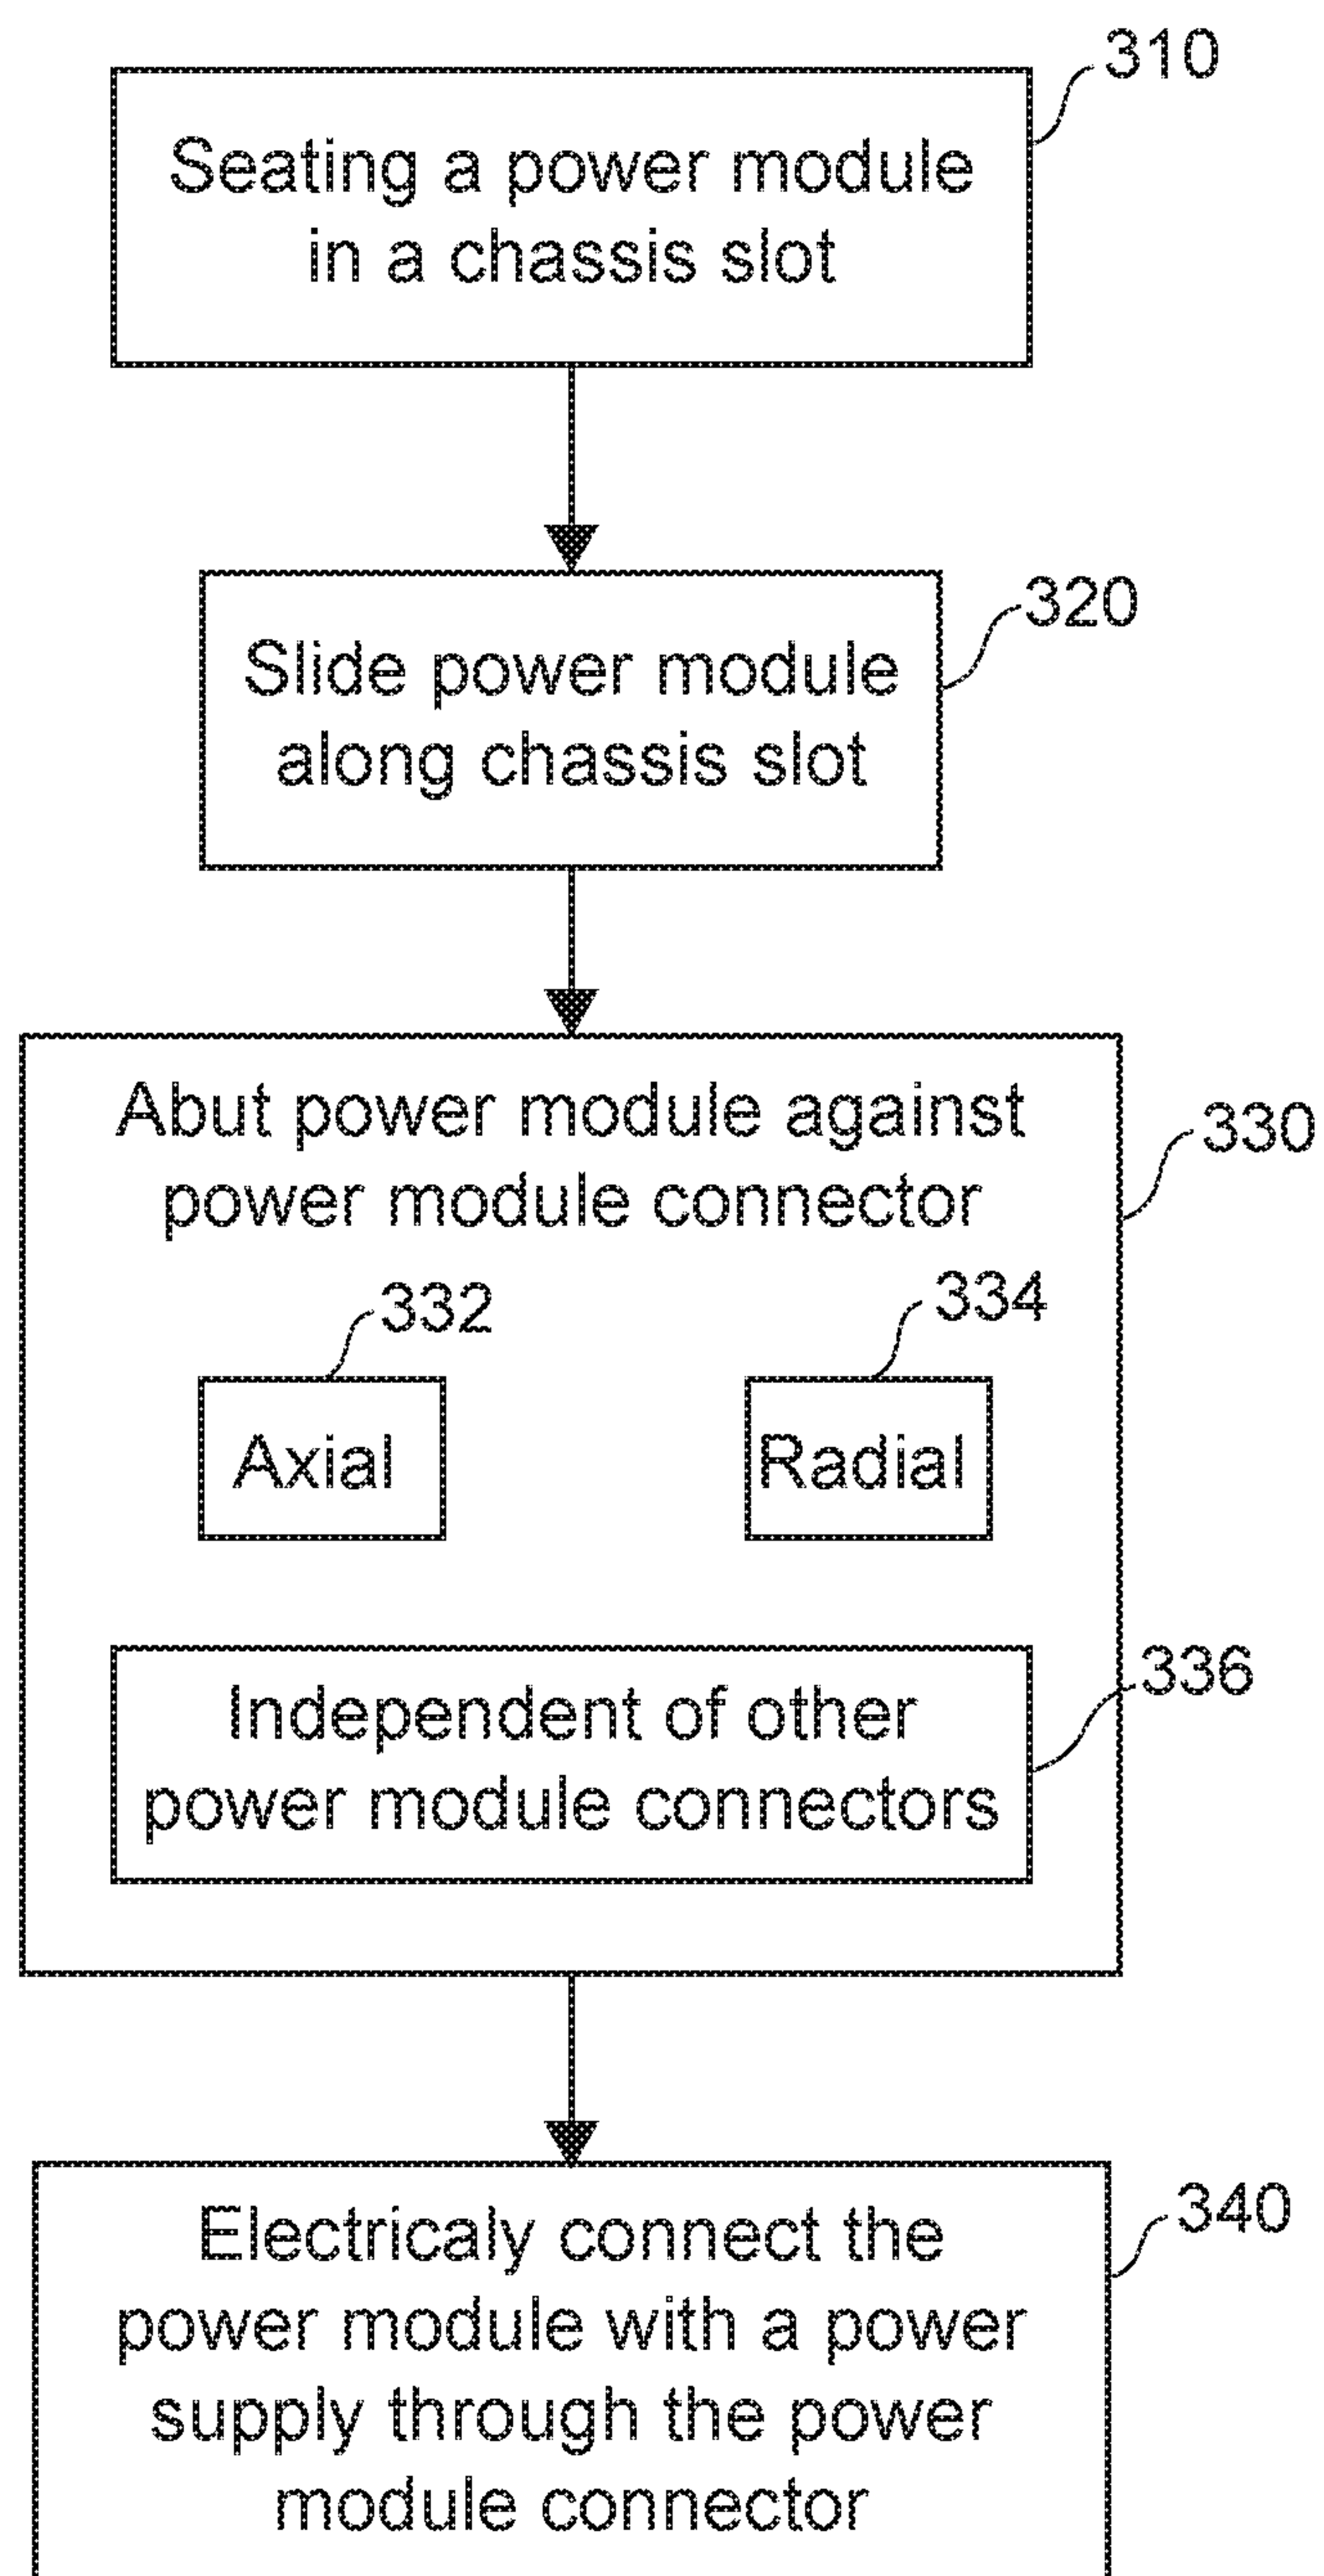 310
Seating a power module
in a chassis slot
320
Slide power module
along chassis slot
Abut power module against
power module connector
330
332
334
Axial
Radial
336
Independent of other
power module connectors
340
Electricaly connect the
power module with a power
supply through the power
module connector